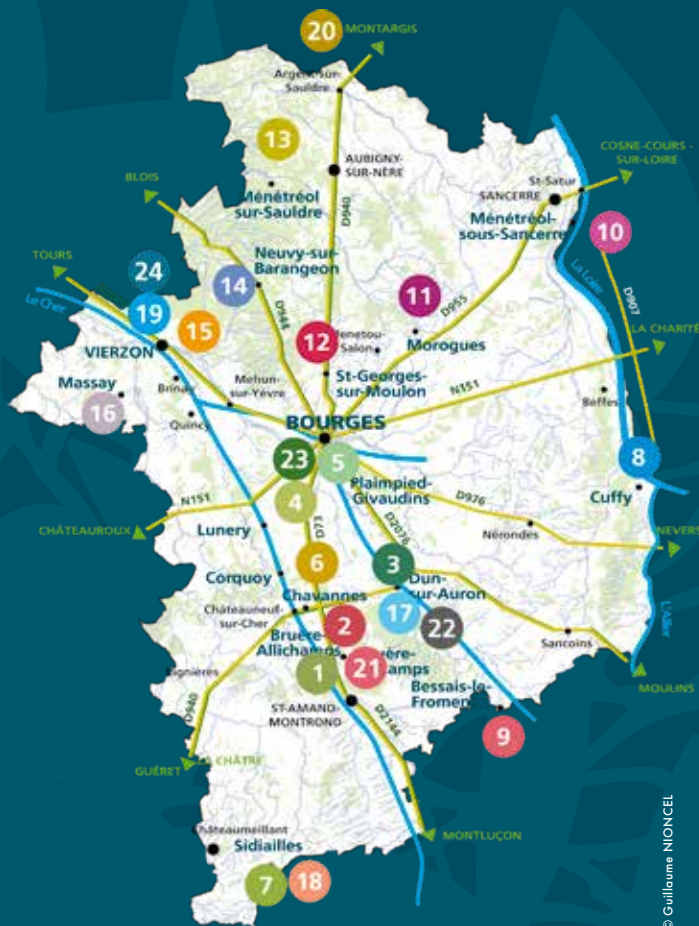 20
MONTARGIS
Argent-sur-
Sauldre
13
AUBIGNY-
SUR-NÈRE
COSNE-COURS -
SUR-LOIRE
BLOIS
Ménétréol
sur-Sauldre
D940
St-Satur
SANCERRE
Ménétréol-
sous-Sancerre
10
TOURS
24
Neuvy-sur-
Barangeon
14
La Loire
D907
Le Cher
19
15
D944
11
D955
12
VIERZON
Salon
Morogues
LA CHARITÉ
Massay
Brinay
Mehun-
sur-Yèvre
St-Georges-
sur-Moulon
N151
Beffes
16
Quincy
BOURGES
23
5
8
Plaimpied-
Givaudins
Cuffy
4
N151
D976
CHÂTEAUROUX
Lunery
D73
D2076
Nérondes
NEVERS
6
3
Corquoy
Dun-
sur-Auron
Chavannes
Châteauneuf-
sur-Cher
17
L'Allier
2
22
Bruère-
Allichamps
Sancoins
21
1
Bessais-le-
Fromental
MOULINS
D940
ST-AMAND-
MONTROND
D2144
9
GUÉRET
LA CHÂTRE
Châteaumeillant
MONTLUÇON
Sidiailles
7
18
© Guillaume NIONCEL